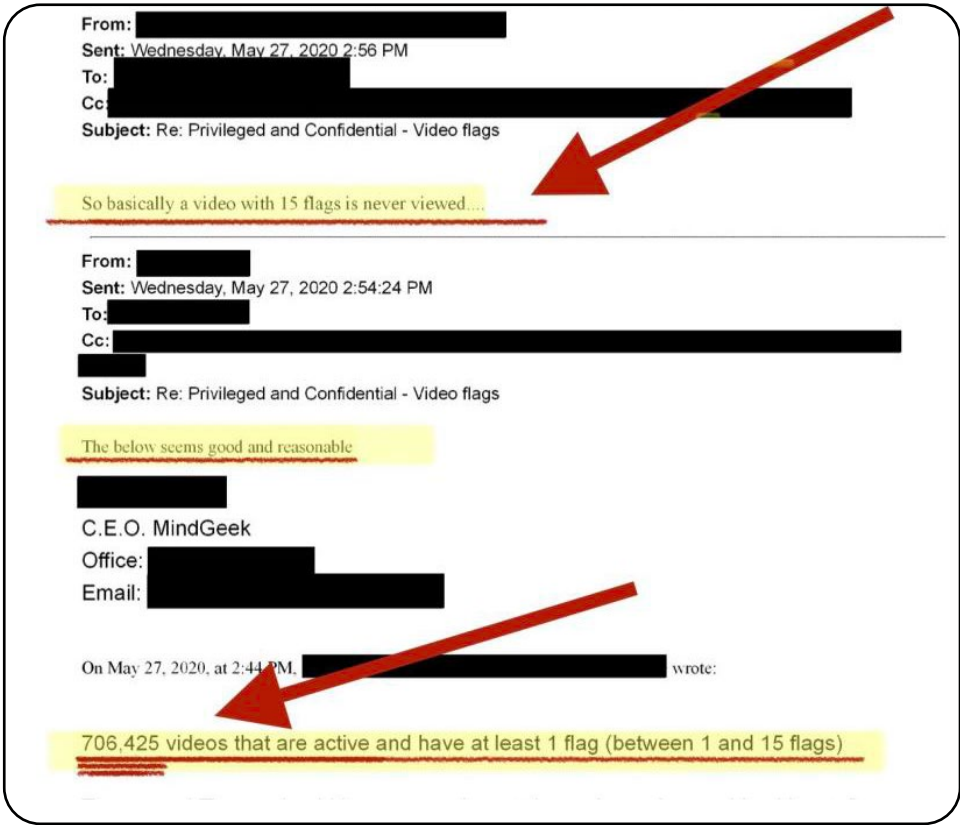 From:
Sent: Wednesday, May 27, 2020 2:56 PM
To:
Cc:
Subject: Re: Privileged and Confidential - Video flags
So basically a video with 15 flags is never viewed....
From:
Sent: Wednesday, May 27, 2020 2:54:24 PM
To:
Cc:
Subject: Re: Privileged and Confidential - Video flags
The below seems good and reasonable
C.E.O. MindGeek
Office:
Email:
On May 27, 2020, at 2:44 PM, wrote:
706,425 videos that are active and have at least 1 flag (between 1 and 15 flags)